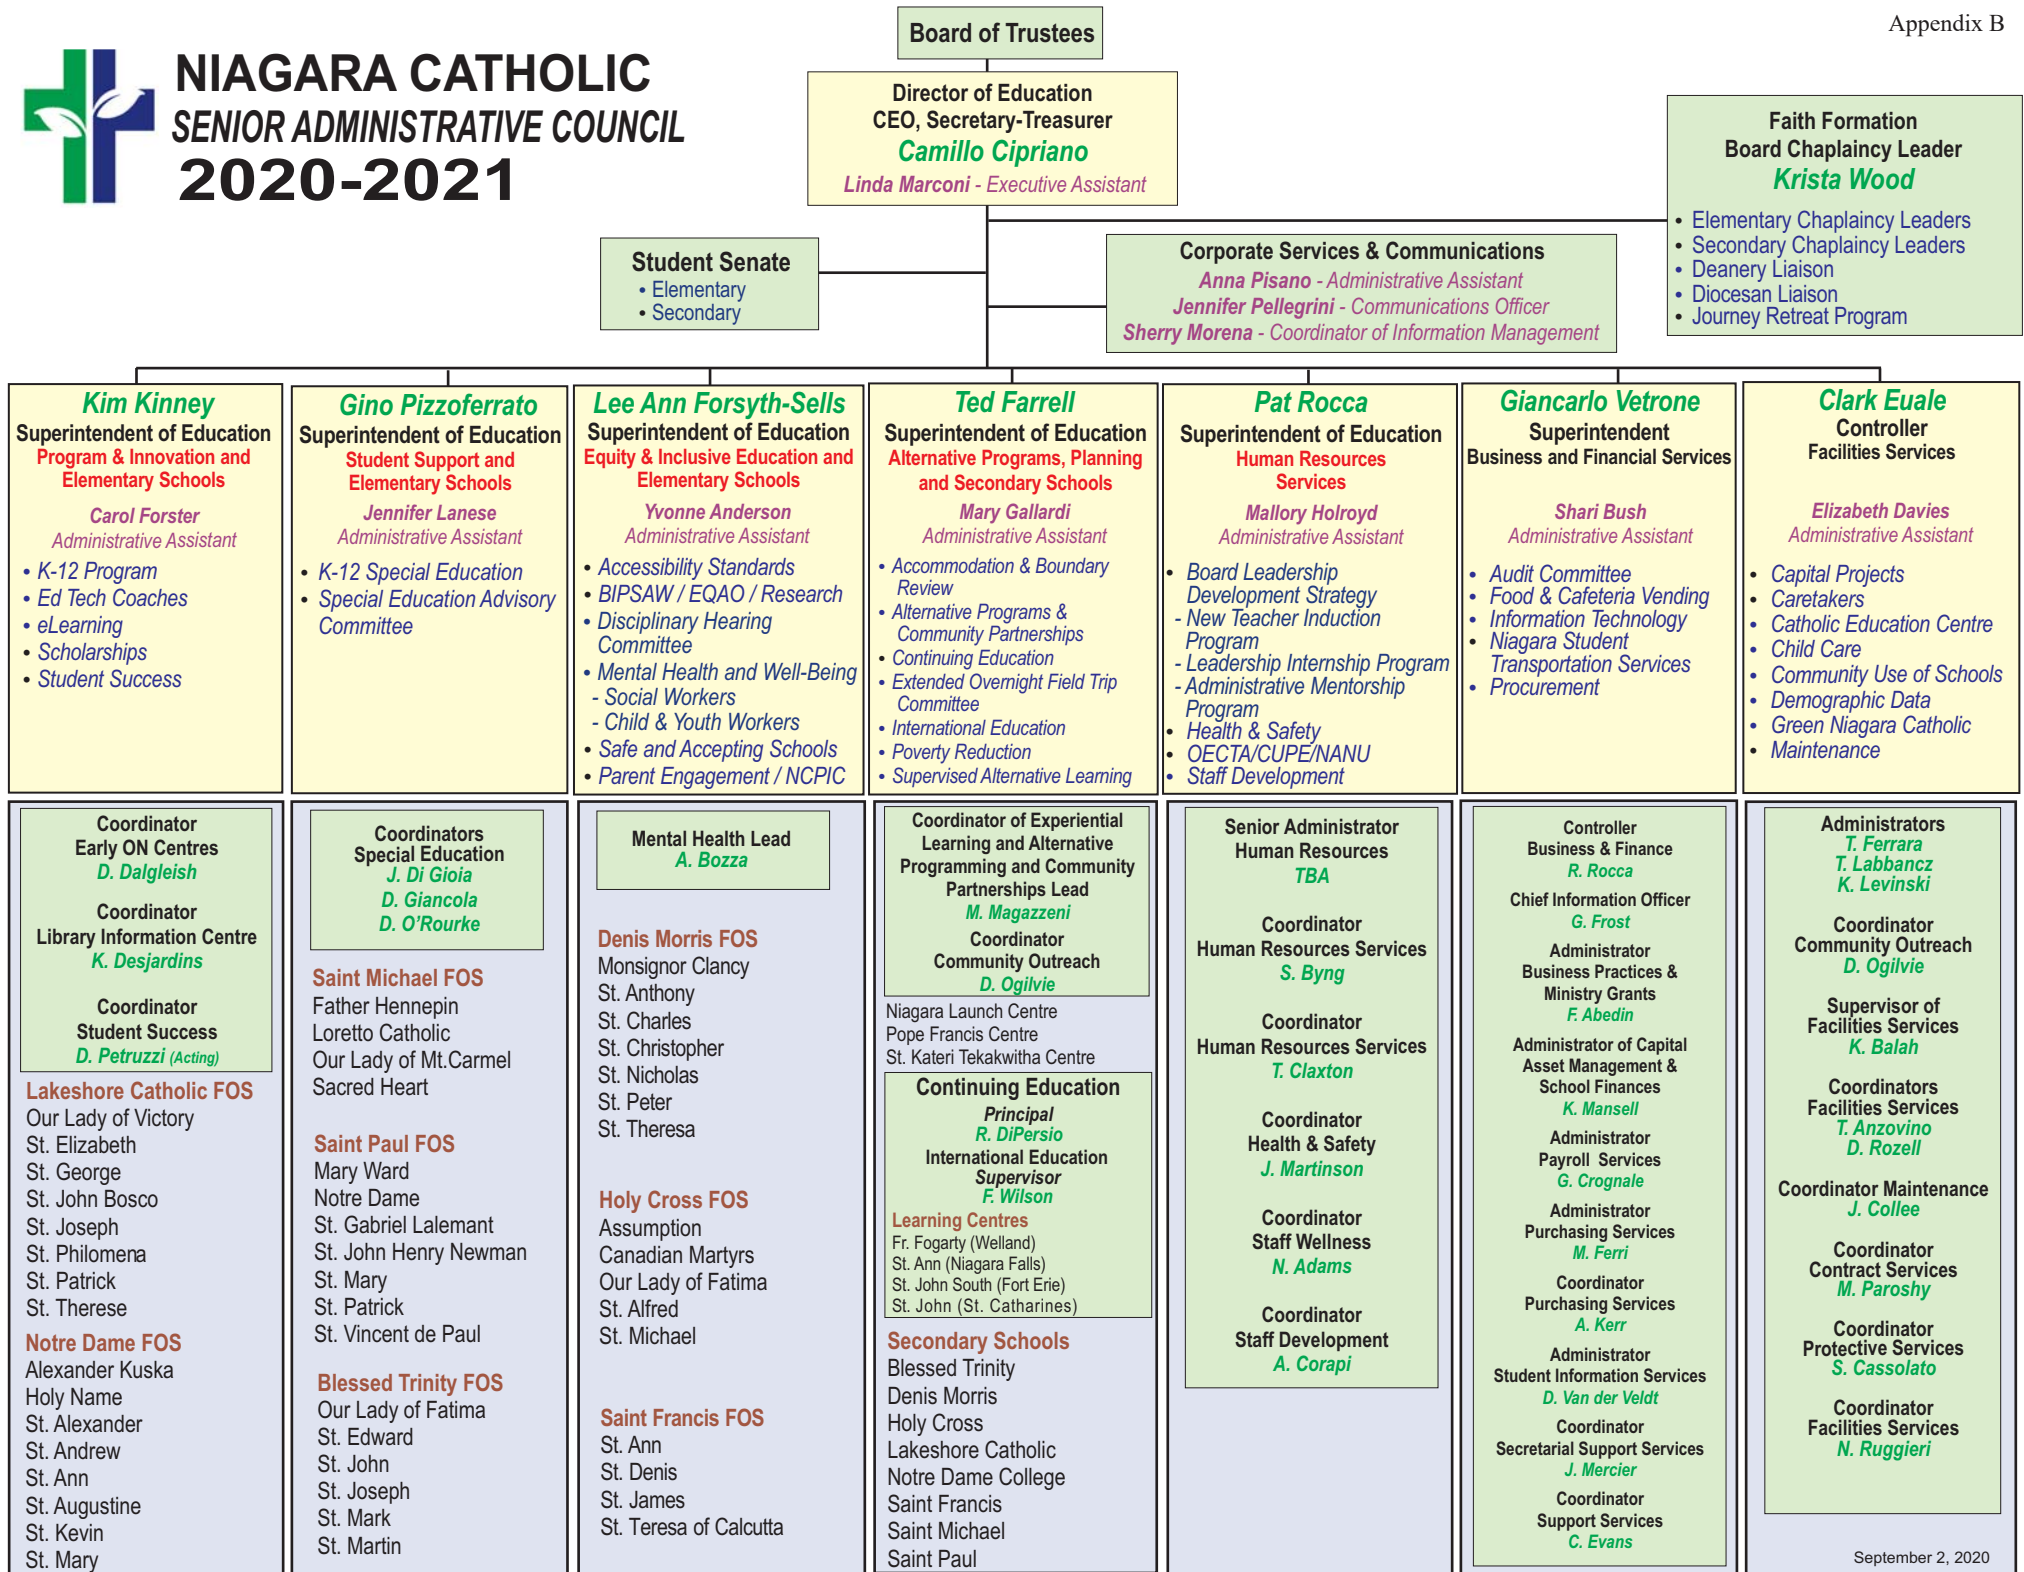 Appendix B
NIAGARA CATHOLIC
SENIOR ADMINISTRATIVE COUNCIL
2020-2021
Board of Trustees
Director of Education
CEO, Secretary-Treasurer
Camillo Cipriano
Linda Marconi - Executive Assistant
Faith Formation
Board Chaplaincy Leader
Krista Wood
• Elementary Chaplaincy Leaders
• Secondary Chaplaincy Leaders
• Deanery Liaison
• Diocesan Liaison
• Journey Retreat Program
Student Senate
• Elementary
• Secondary
Corporate Services & Communications
Anna Pisano - Administrative Assistant
Jennifer Pellegrini - Communications Officer
Sherry Morena - Coordinator of Information Management
Kim Kinney
Superintendent of Education
Program & Innovation and
Elementary Schools
Carol Forster
Administrative Assistant
• K-12 Program
• Ed Tech Coaches
• eLearning
• Scholarships
• Student Success
Gino Pizzoferrato
Superintendent of Education
Student Support and
Elementary Schools
Jennifer Lanese
Administrative Assistant
• K-12 Special Education
• Special Education Advisory
Committee
Lee Ann Forsyth-Sells
Superintendent of Education
Equity & Inclusive Education and
Elementary Schools
Yvonne Anderson
Administrative Assistant
• Accessibility Standards
• BIPSAW / EQAO / Research
• Disciplinary Hearing
Committee
• Mental Health and Well-Being
- Social Workers
- Child & Youth Workers
• Safe and Accepting Schools
• Parent Engagement / NCPIC
Ted Farrell
Superintendent of Education
Alternative Programs, Planning
and Secondary Schools
Mary Gallardi
Administrative Assistant
• Accommodation & Boundary
Review
• Alternative Programs &
Community Partnerships
• Continuing Education
• Extended Overnight Field Trip
Committee
• International Education
• Poverty Reduction
• Supervised Alternative Learning
Pat Rocca
Superintendent of Education
Human Resources
Services
Mallory Holroyd
Administrative Assistant
• Board Leadership
Development Strategy
- New Teacher Induction
Program
- Leadership Internship Program
- Administrative Mentorship
Program
• Health & Safety
• OECTA/CUPE/NANU
• Staff Development
Giancarlo Vetrone
Superintendent
Business and Financial Services
Shari Bush
Administrative Assistant
• Audit Committee
• Food & Cafeteria Vending
• Information Technology
• Niagara Student
Transportation Services
• Procurement
Clark Euale
Controller
Facilities Services
Elizabeth Davies
Administrative Assistant
• Capital Projects
• Caretakers
• Catholic Education Centre
• Child Care
• Community Use of Schools
• Demographic Data
• Green Niagara Catholic
• Maintenance
Coordinator
Early ON Centres
D. Dalgleish
Coordinator
Library Information Centre
K. Desjardins
Coordinator
Student Success
D. Petruzzi (Acting)
Lakeshore Catholic FOS
Our Lady of Victory
St. Elizabeth
St. George
St. John Bosco
St. Joseph
St. Philomena
St. Patrick
St. Therese
Notre Dame FOS
Alexander Kuska
Holy Name
St. Alexander
St. Andrew
St. Ann
St. Augustine
St. Kevin
St. Mary
Coordinators
Special Education
J. Di Gioia
D. Giancola
D. O'Rourke
Saint Michael FOS
Father Hennepin
Loretto Catholic
Our Lady of Mt.Carmel
Sacred Heart
Saint Paul FOS
Mary Ward
Notre Dame
St. Gabriel Lalemant
St. John Henry Newman
St. Mary
St. Patrick
St. Vincent de Paul
Blessed Trinity FOS
Our Lady of Fatima
St. Edward
St. John
St. Joseph
St. Mark
St. Martin
Mental Health Lead
A. Bozza
Denis Morris FOS
Monsignor Clancy
St. Anthony
St. Charles
St. Christopher
St. Nicholas
St. Peter
St. Theresa
Holy Cross FOS
Assumption
Canadian Martyrs
Our Lady of Fatima
St. Alfred
St. Michael
Saint Francis FOS
St. Ann
St. Denis
St. James
St. Teresa of Calcutta
Coordinator of Experiential
Learning and Alternative
Programming and Community
Partnerships Lead
M. Magazzeni
Coordinator
Community Outreach
D. Ogilvie
Niagara Launch Centre
Pope Francis Centre
St. Kateri Tekakwitha Centre
Continuing Education
Principal
R. DiPersio
International Education
Supervisor
F. Wilson
Learning Centres
Fr. Fogarty (Welland)
St. Ann (Niagara Falls)
St. John South (Fort Erie)
St. John (St. Catharines)
Secondary Schools
Blessed Trinity
Denis Morris
Holy Cross
Lakeshore Catholic
Notre Dame College
Saint Francis
Saint Michael
Saint Paul
Senior Administrator
Human Resources
TBA
Coordinator
Human Resources Services
S. Byng
Coordinator
Human Resources Services
T. Claxton
Coordinator
Health & Safety
J. Martinson
Coordinator
Staff Wellness
N. Adams
Coordinator
Staff Development
A. Corapi
Controller
Business & Finance
R. Rocca
Chief Information Officer
G. Frost
Administrator
Business Practices &
Ministry Grants
F. Abedin
Administrator of Capital
Asset Management &
School Finances
K. Mansell
Administrator
Payroll Services
G. Crognale
Administrator
Purchasing Services
M. Ferri
Coordinator
Purchasing Services
A. Kerr
Administrator
Student Information Services
D. Van der Veldt
Coordinator
Secretarial Support Services
J. Mercier
Coordinator
Support Services
C. Evans
Administrators
T. Ferrara
T. Labbancz
K. Levinski
Coordinator
Community Outreach
D. Ogilvie
Supervisor of
Facilities Services
K. Balah
Coordinators
Facilities Services
T. Anzovino
D. Rozell
Coordinator Maintenance
J. Collee
Coordinator
Contract Services
M. Paroshy
Coordinator
Protective Services
S. Cassolato
Coordinator
Facilities Services
N. Ruggieri
September 2, 2020